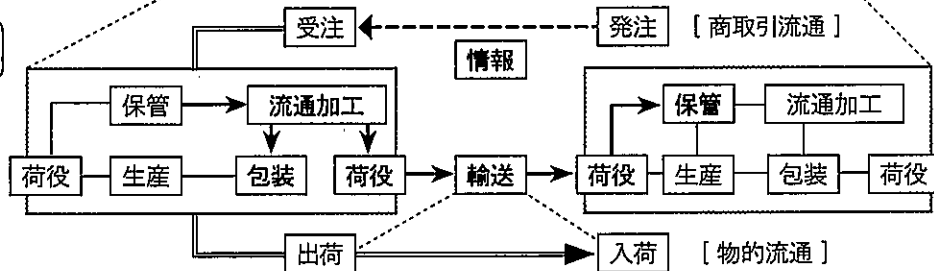 受注 発注 [商取引流通]
情報
保管 流通加工 保管 流通加工
荷役 生産 包装 荷役 輸送 荷役 生産 包装 荷役
出荷 入荷 [物的流通]